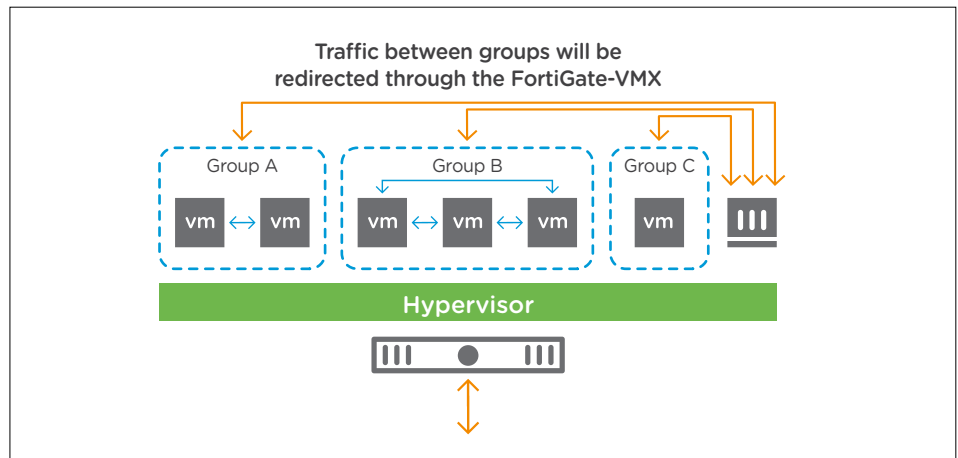 Traffic between groups will be
redirected through the FortiGate-VMX
Group A
Group B
Group C
vm
vm
vm
vm
vm
vm
Hypervisor